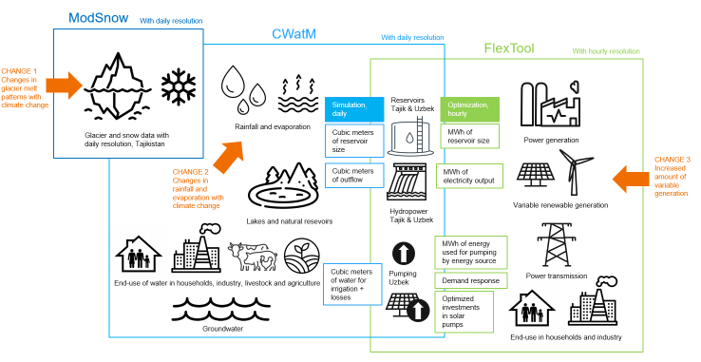 ModSnow
With daily resolution
CWatM
With daily resolution
FlexTool
With hourly resolution
CHANGE 1
Changes in
glacier melt
patterns with
climate change
Glacier and snow data with
daily resolution, Tajikistan
Rainfall and evaporation
CHANGE 2
Changes in
rainfall and
evaporation with
climate change
Lakes and natural resevoirs
End-use of water in households, industry, livestock and agriculture
Groundwater
Simulation,
daily
Cubic meters
of reservoir
size
Cubic meters
of outflow
Cubic meters
of water for
irrigation +
losses
Reservoirs
Tajik & Uzbek
Hydropower
Tajik & Uzbek
Pumping
Uzbek
Optimization,
hourly
MWh of
reservoir size
MWh of
electricity output
MWh of energy
used for pumping
by energy source
Demand response
Optimized
investments
in solar
pumps
Power generation
Variable renewable generation
Power transmission
End-use in households and industry
CHANGE 3
Increased
amount of
variable
generation